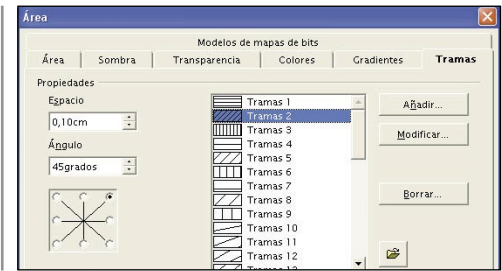 Área
Modelos de mapas de bits
Área Sombra Transparencia Colores Gradientes Tramas
Propiedades
Espacio
0,10cm
Ángulo
45grados
Tramas 1
Tramas 2
Tramas 3
Tramas 4
Tramas 5
Tramas 6
Tramas 7
Tramas 8
Tramas 9
Tramas 10
Tramas 11
Tramas 12
Añadir...
Modificar...
Borrar...